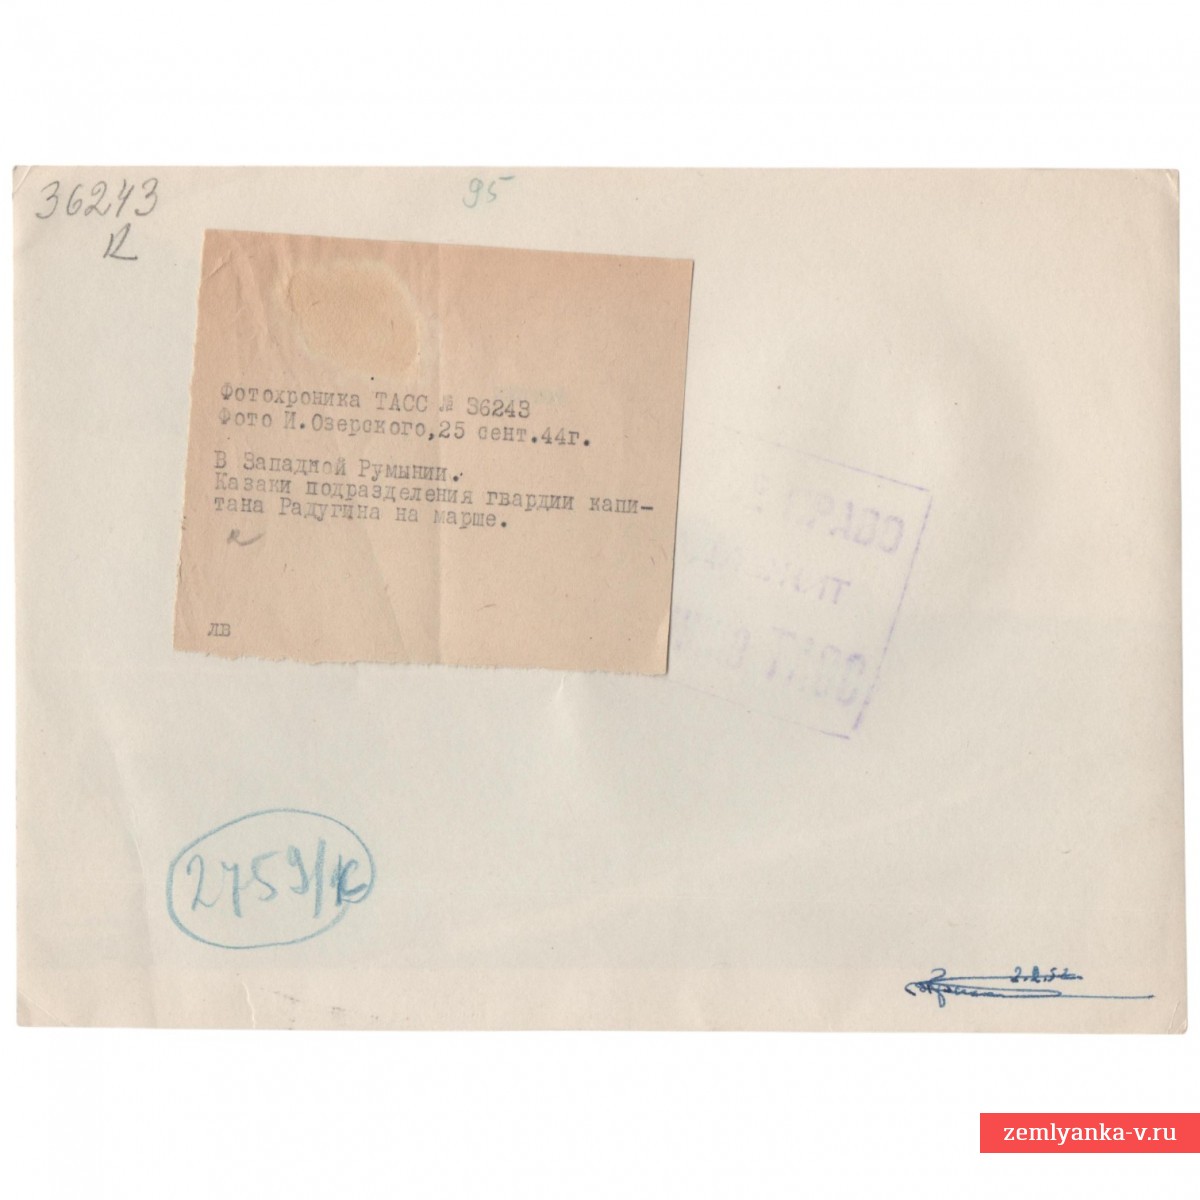 36243
95
Фотохроника ТАСС № 36243
Фото И.Озерского,25 сент.44г.
В Западной Румынии.
Казаки подразделения гвардии капи-
тана Радугина на марше.
ЛВ
2759/к
zemlyanka-v.ru